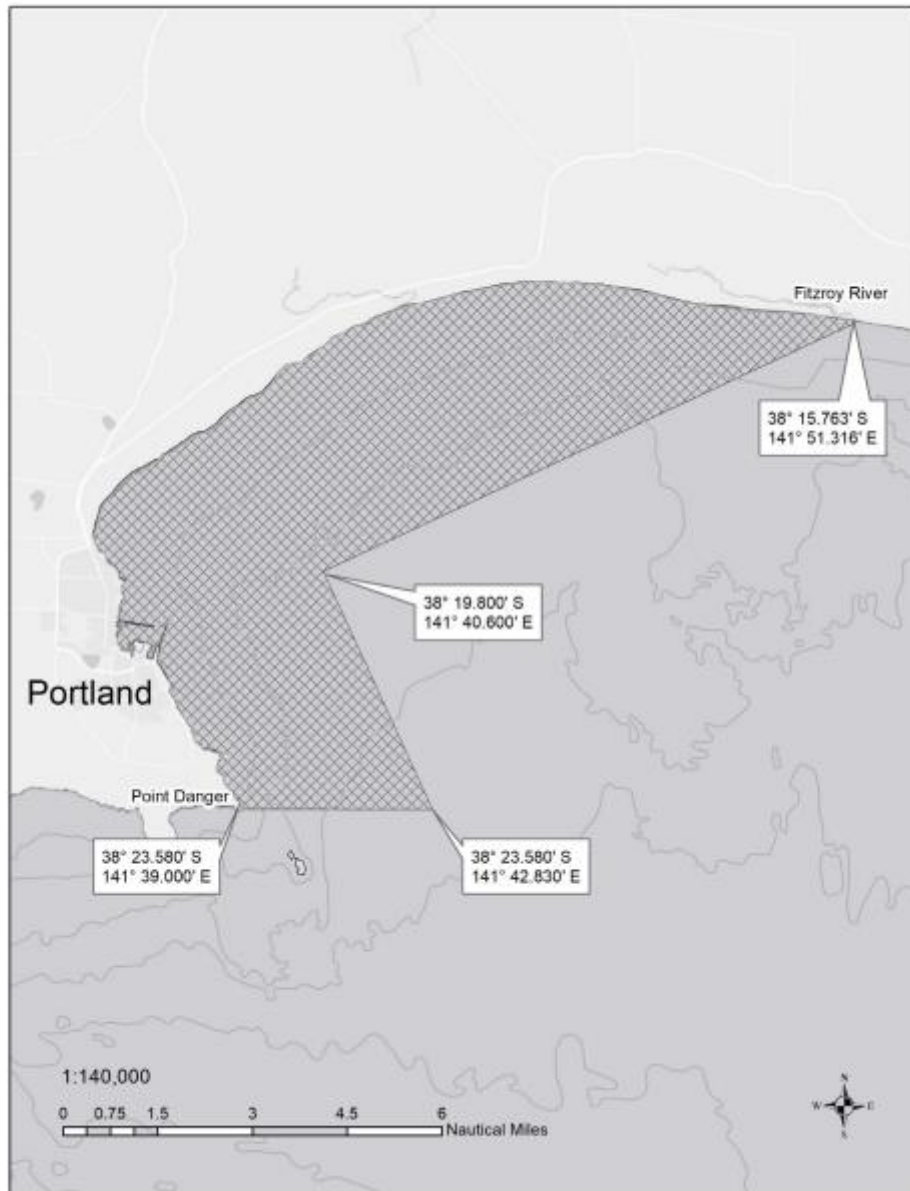 Fitzroy River
38° 15.763' S
141° 51.316' E
38° 19.800' S
141° 40.600' E
Portland
Point Danger
38° 23.580' S
141° 39.000' E
38° 23.580' S
141° 42.830' E
1:140,000
0 0.75 1.5 3 4.5 6
Nautical Miles
N
W E
S